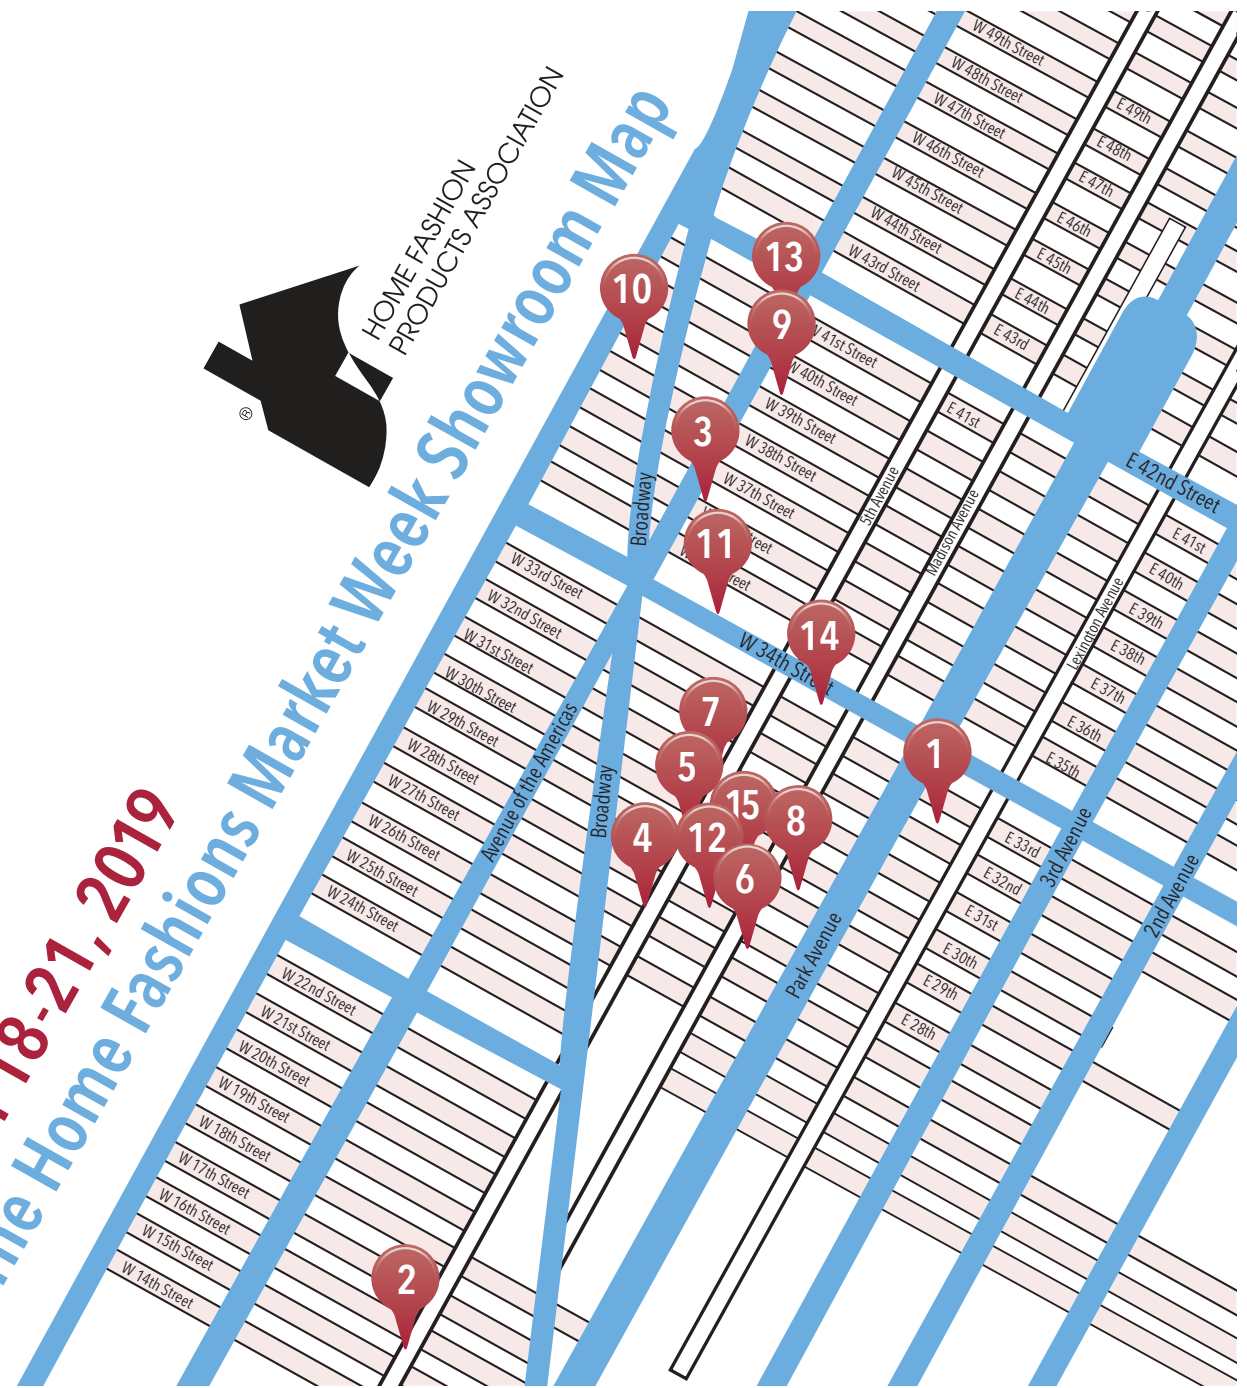 18-21, 2019
Home Fashions Market Week Showroom Map
HOME FASHION
PRODUCTS ASSOCIATION
®
W 49th Street
W 48th Street
W 47th Street
W 46th Street
W 45th Street
W 44th Street
W 43rd Street
W 41st Street
W 40th Street
W 39th Street
W 38th Street
W 37th Street
W 34th Street
W 33rd Street
W 32nd Street
W 31st Street
W 30th Street
W 29th Street
W 28th Street
W 27th Street
W 26th Street
W 25th Street
W 24th Street
W 22nd Street
W 21st Street
W 20th Street
W 19th Street
W 18th Street
W 17th Street
W 16th Street
W 15th Street
W 14th Street
E 49th
E 48th
E 47th
E 46th
E 45th
E 44th
E 43rd
E 41st
E 42nd Street
E 41st
E 40th
E 39th
E 38th
E 37th
E 36th
E 35th
E 33rd
E 32nd
E 31st
E 30th
E 29th
E 28th
Broadway
Broadway
Avenue of the Americas
5th Avenue
Madison Avenue
Park Avenue
Lexington Avenue
3rd Avenue
2nd Avenue
13
10
9
3
11
14
7
1
5
15
8
4
12
6
2